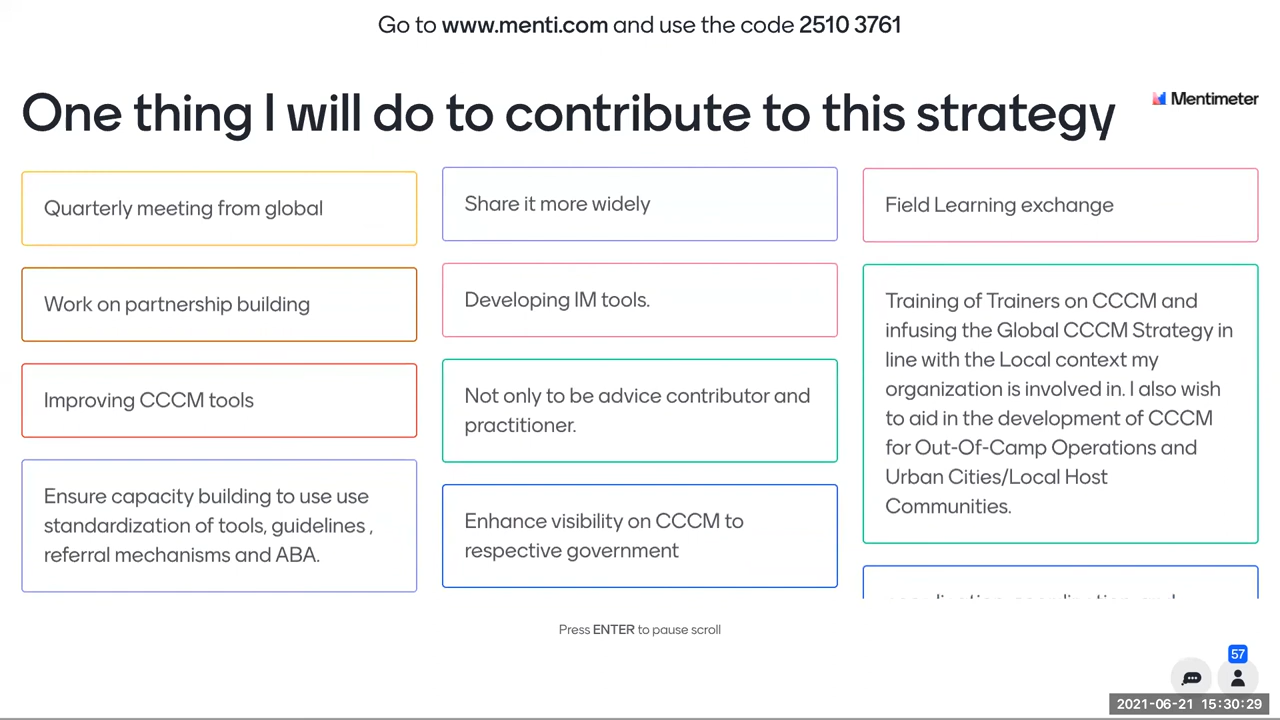 Go to www.menti.com and use the code 2510 3761
One thing I will do to contribute to this strategy
Mentimeter
Quarterly meeting from global
Work on partnership building
Improving CCCM tools
Ensure capacity building to use use
standardization of tools, guidelines ,
referral mechanisms and ABA.
Share it more widely
Developing IM tools.
Not only to be advice contributor and
practitioner.
Enhance visibility on CCCM to
respective government
Field Learning exchange
Training of Trainers on CCCM and
infusing the Global CCCM Strategy in
line with the Local context my
organization is involved in. I also wish
to aid in the development of CCCM
for Out-Of-Camp Operations and
Urban Cities/Local Host
Communities.
Press ENTER to pause scroll
57
2021-06-21 15:30:29